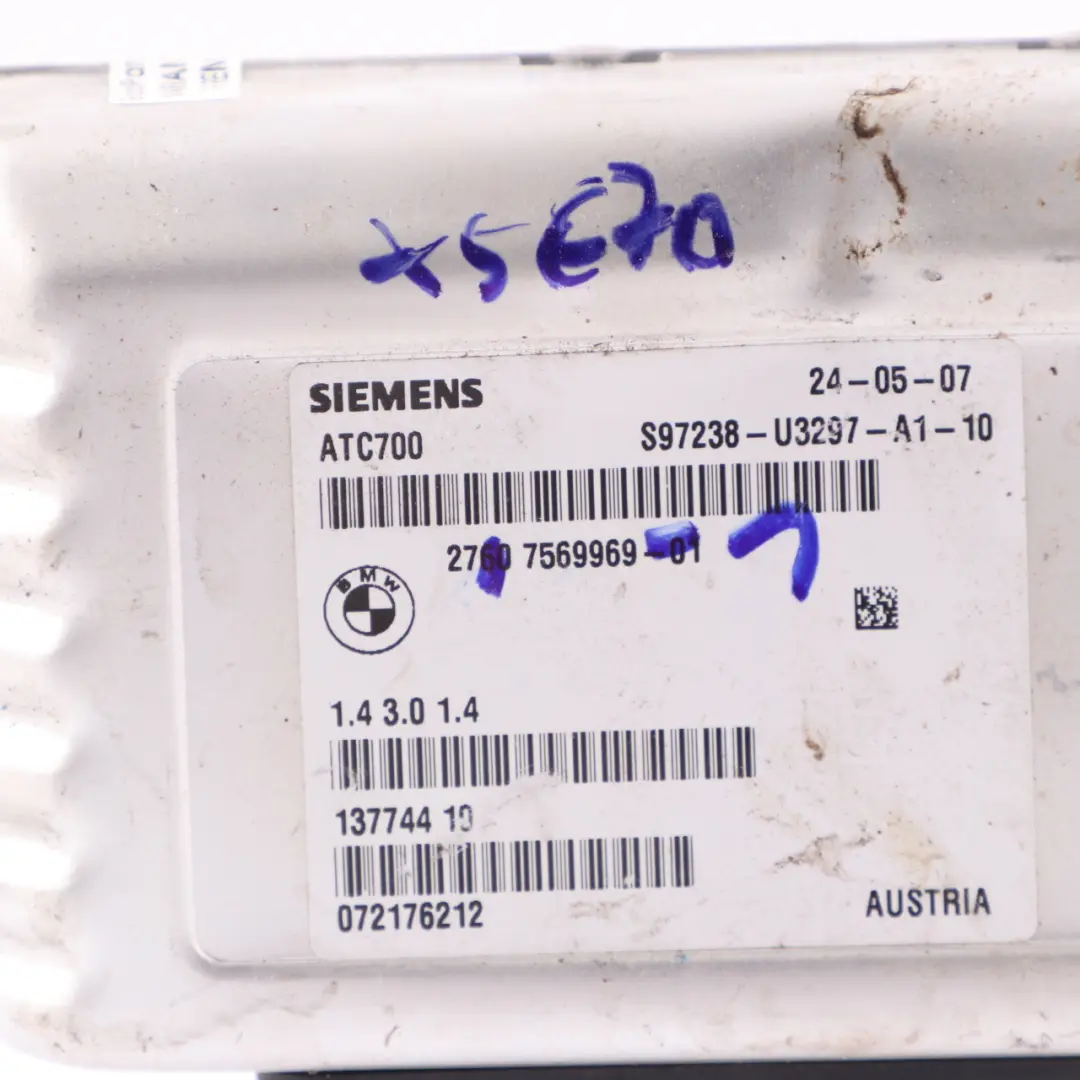 x5 E70
SIEMENS 24-05-07
ATC700 S97238-U3297-A1-10
2760 7569969-01
BMW
1.4 3.0 1.4
137744 10
072176212
AUSTRIA